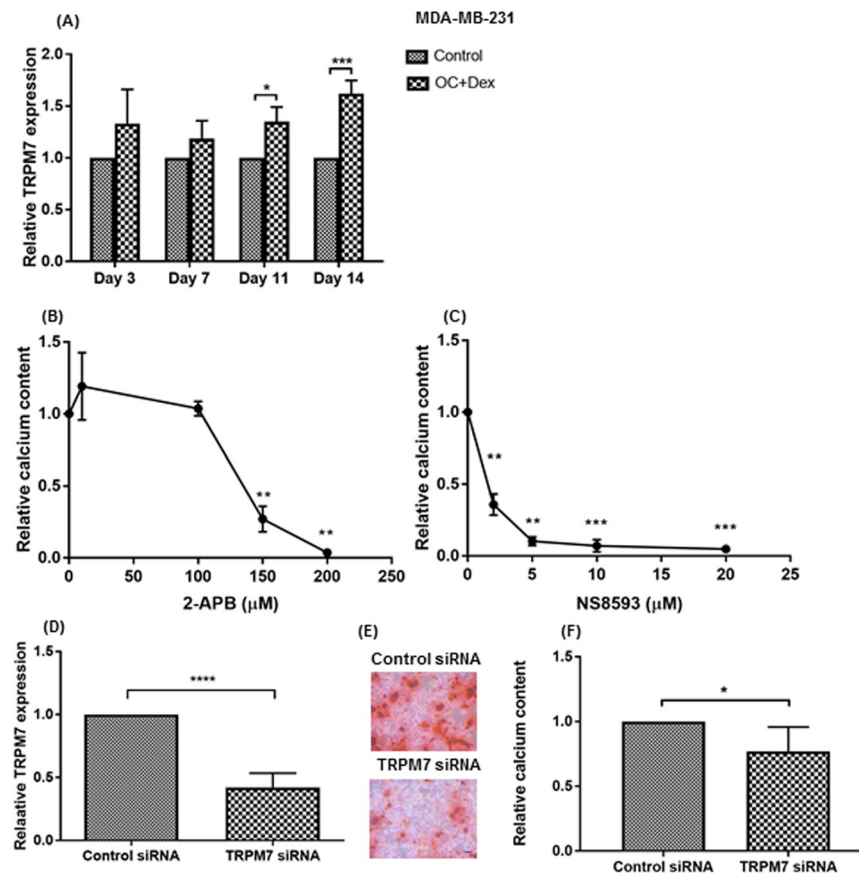 MDA-MB-231
(A)
Control
OC+Dex
Relative TRPM7 expression
2.0
1.5
1.0
0.5
0.0
*
***
Day 3 Day 7 Day 11 Day 14
(B)
Relative calcium content
1.5
1.0
0.5
0.0
**
**
0 50 100 150 200 250
2-APB (µM)
(C)
Relative calcium content
1.5
1.0
0.5
0.0
**
**
***
***
0 5 10 15 20 25
NS8593 (µM)
(D)
Relaative TRPM7 expression
1.5
1.0
0.5
0.0
****
Control siRNA TRPM7 siRNA
(E)
Control siRNA
TRPM7 siRNA
(F)
Relative calcium content
1.5
1.0
0.5
0.0
*
Control siRNA TRPM7 siRNA